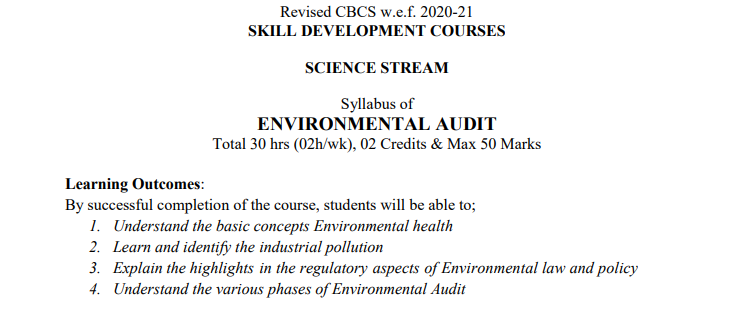 Revised CBCS w.e.f. 2020-21
SKILL DEVELOPMENT COURSES
SCIENCE STREAM
Syllabus of
ENVIRONMENTAL AUDIT
Total 30 hrs (02h/wk), 02 Credits & Max 50 Marks
Learning Outcomes:
By successful completion of the course, students will be able to;
1. Understand the basic concepts Environmental health
2. Learn and identify the industrial pollution
3. Explain the highlights in the regulatory aspects of Environmental law and policy
4. Understand the various phases of Environmental Audit